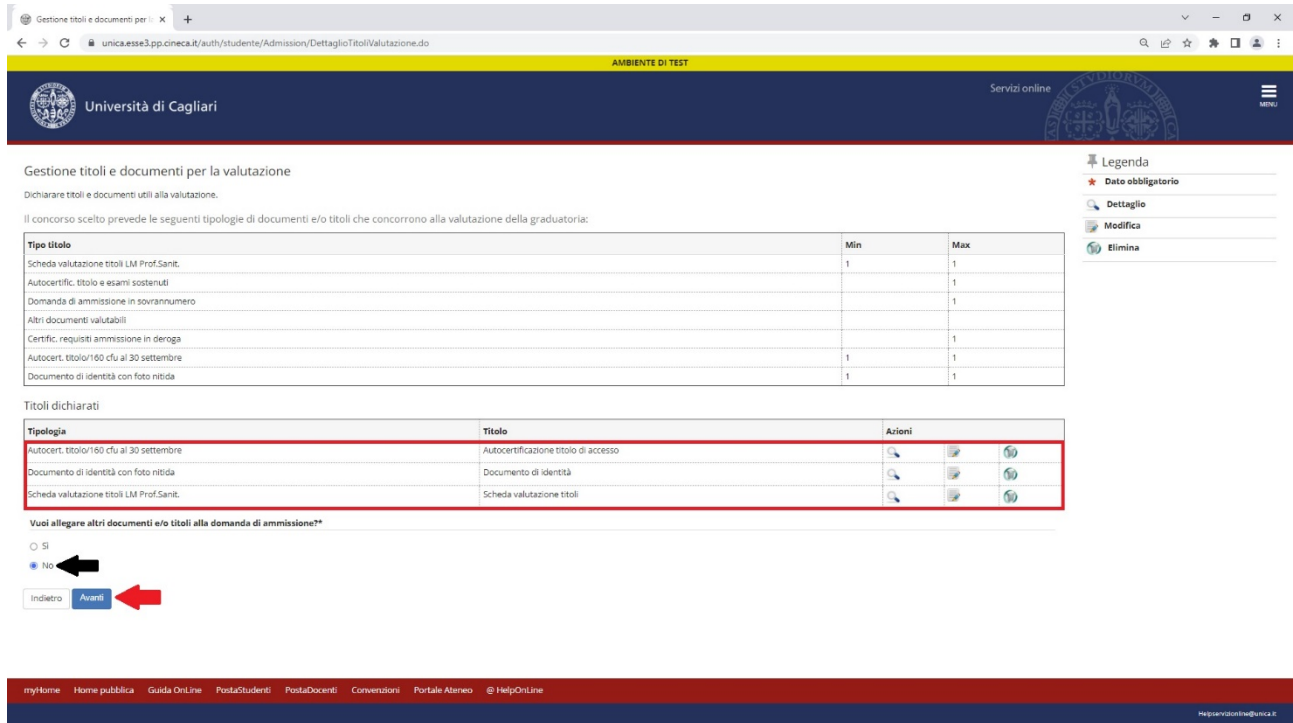 Gestione titoli e documenti per l
unica.esse3.pp.cineca.it/auth/studente/Admission/DettaglioTitoliValutazione.do
AMBIENTE DI TEST
Università di Cagliari
Servizi online
MENU
Gestione titoli e documenti per la valutazione
Dichiarare titoli e documenti utili alla valutazione.
Il concorso scelto prevede le seguenti tipologie di documenti e/o titoli che concorrono alla valutazione della graduatoria:
Tipo titolo Min Max
Scheda valutazione titoli LM Prof.Sanit. 1 1
Autocertific. titolo e esami sostenuti 1
Domanda di ammissione in sovrannumero 1
Altri documenti valutabili
Certific. requisiti ammissione in deroga 1
Autocert. titolo/160 cfu al 30 settembre 1 1
Documento di identità con foto nitida 1 1
Legenda
Dato obbligatorio
Dettaglio
Modifica
Elimina
Titoli dichiarati
Tipologia Titolo Azioni
Autocert. titolo/160 cfu al 30 settembre Autocertificazione titolo di accesso
Documento di identità con foto nitida Documento di identità
Scheda valutazione titoli LM Prof.Sanit. Scheda valutazione titoli
Vuoi allegare altri documenti e/o titoli alla domanda di ammissione?*
Sì
No
Indietro Avanti
myHome Home pubblica Guida OnLine PostaStudenti PostaDocenti Convenzioni Portale Ateneo @ HelpOnLine
Helpservizionline@unica.it